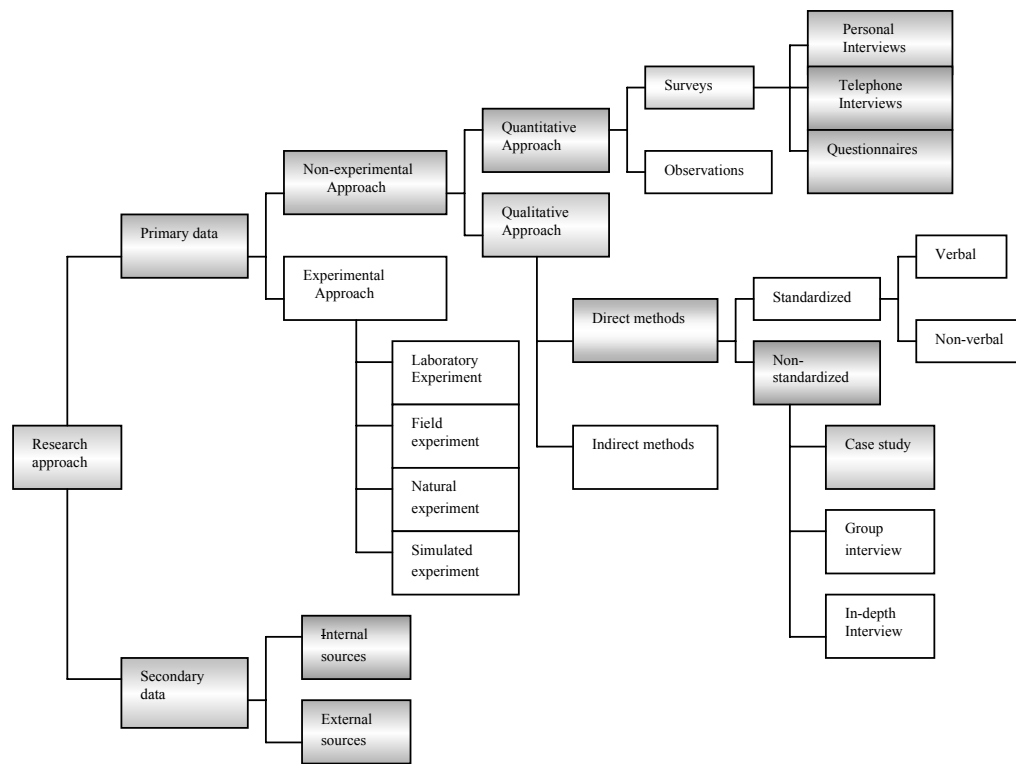 Personal
Interviews
Surveys
Telephone
Interviews
Quantitative
Approach
Questionnaires
Non-experimental
Approach
Observations
Qualitative
Approach
Primary data
Verbal
Experimental
Approach
Standardized
Direct methods
Non-verbal
Laboratory
Experiment
Non-
standardized
Field
experiment
Research
approach
Indirect methods
Case study
Natural
experiment
Group
interview
Simulated
experiment
In-depth
Interview
Internal
sources
Secondary
data
External
sources